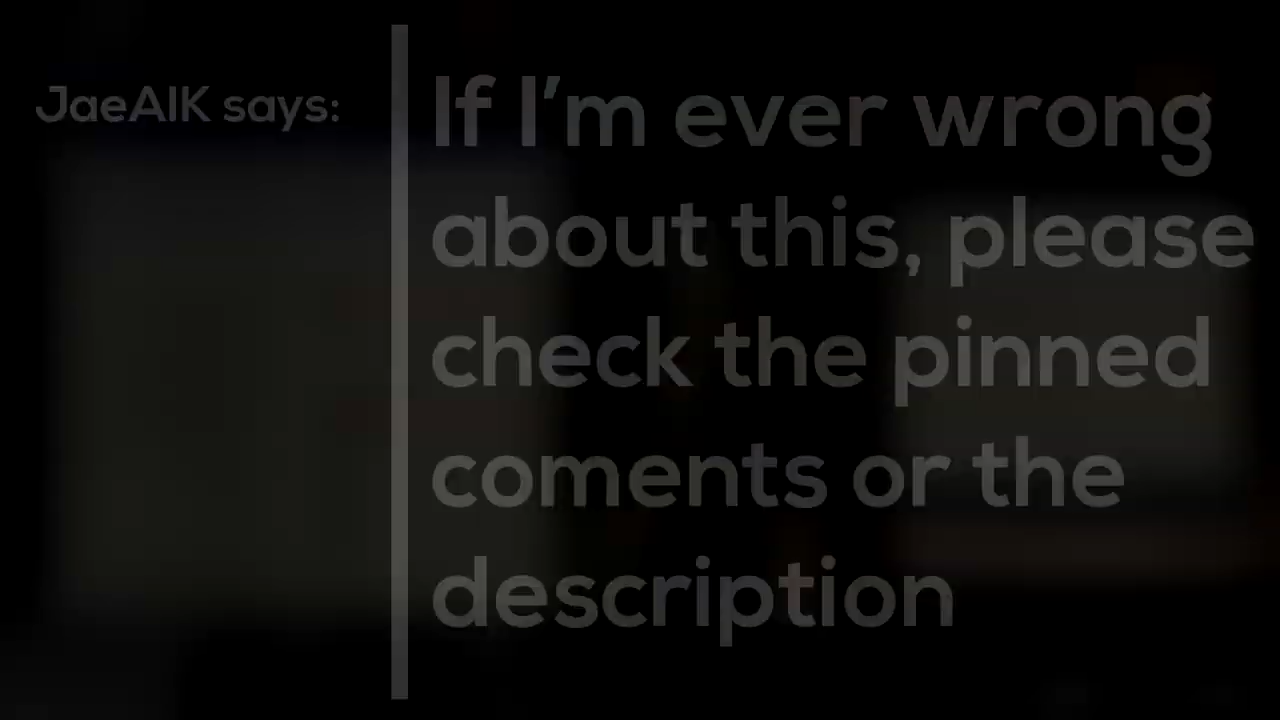 JaeAIK says:
If I'm ever wrong
about this, please
check the pinned
coments or the
description